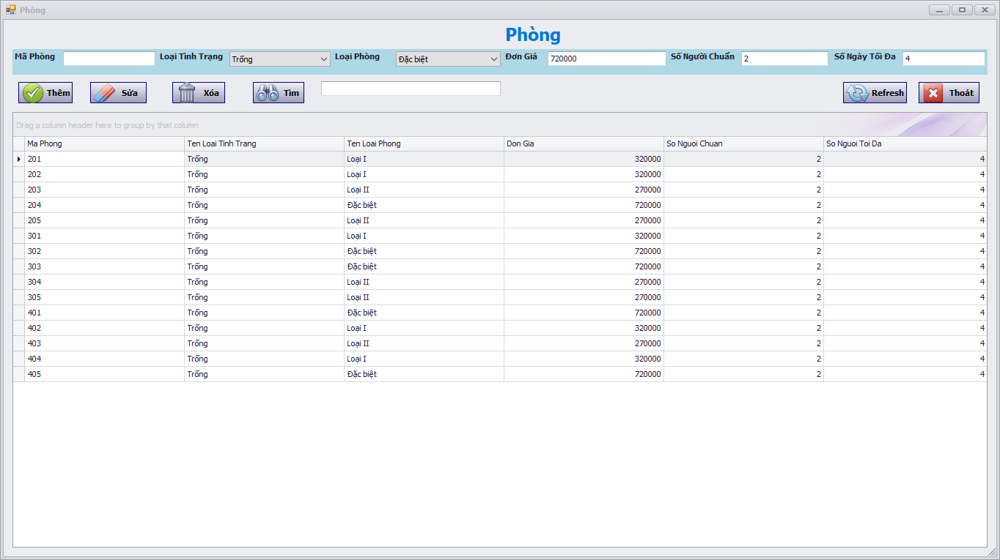 Phòng
Phòng
Mã Phòng Loại Tình Trạng Trống Loại Phòng Đặc biệt Đơn Giá 720000 Số Người Chuẩn 2 Số Ngày Tối Đa 4
Thêm Sửa Xóa Tìm Refresh Thoát
Drag a column header here to group by that column
Ma Phong Ten Loai Tinh Trang Ten Loai Phong Don Gia So Nguoi Chuan So Nguoi Toi Da
201 Trống Loại I 320000 2 4
202 Trống Loại I 320000 2 4
203 Trống Loại II 270000 2 4
204 Trống Đặc biệt 720000 2 4
205 Trống Loại II 270000 2 4
301 Trống Loại I 320000 2 4
302 Trống Đặc biệt 720000 2 4
303 Trống Đặc biệt 720000 2 4
304 Trống Loại II 270000 2 4
305 Trống Loại II 270000 2 4
401 Trống Đặc biệt 720000 2 4
402 Trống Loại I 320000 2 4
403 Trống Loại II 270000 2 4
404 Trống Loại I 320000 2 4
405 Trống Đặc biệt 720000 2 4